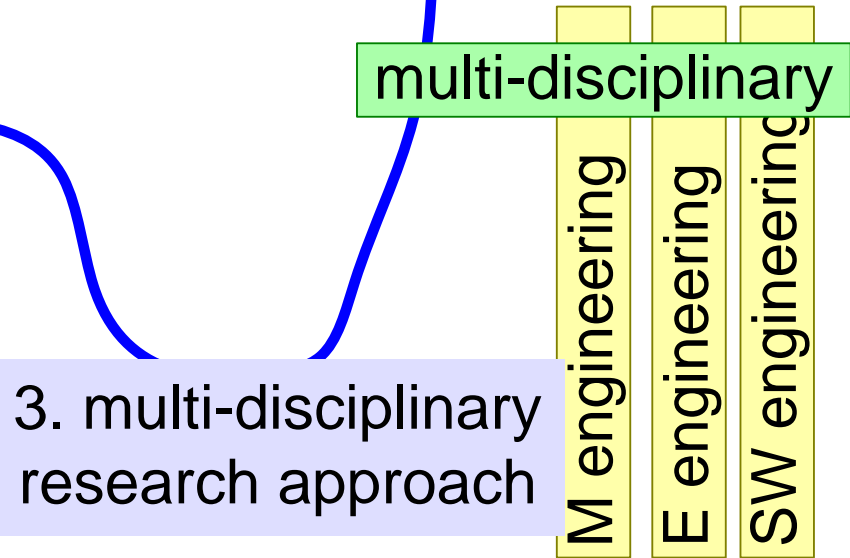 multi-disciplinary
M engineering
E engineering
SW engineering
3. multi-disciplinary
research approach